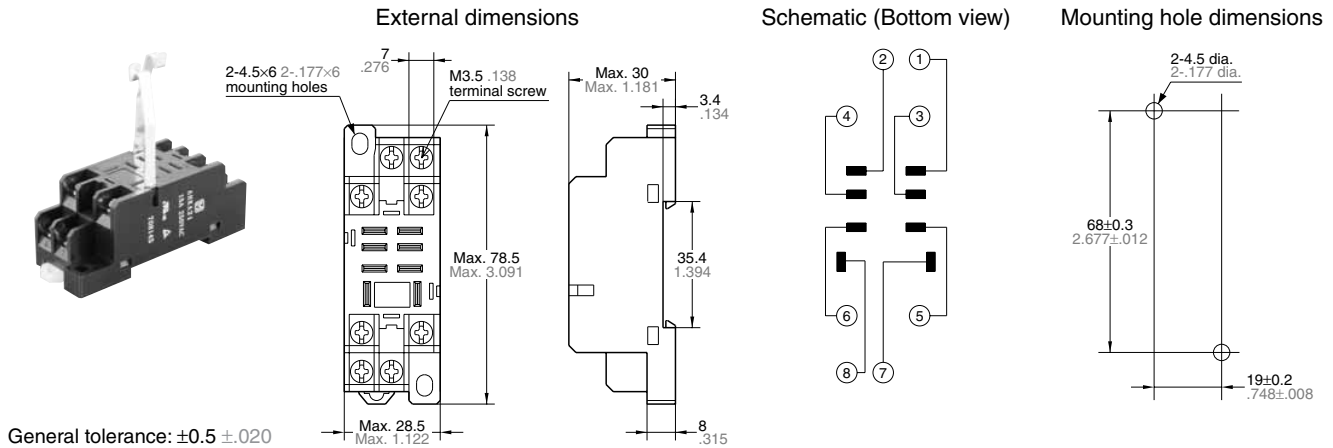 External dimensions
Schematic (Bottom view)
Mounting hole dimensions
2-4.5×6 2-.177×6
mounting holes
7
.276
M3.5 .138
terminal screw
Max. 78.5
Max. 3.091
Max. 28.5
Max. 1.122
Max. 30
Max. 1.181
3.4
.134
35.4
1.394
8
.315
2
1
4
3
6
5
8
7
2-4.5 dia.
2-.177 dia.
68±0.3
2.677±.012
19±0.2
.748±.008
General tolerance: ±0.5 ±.020